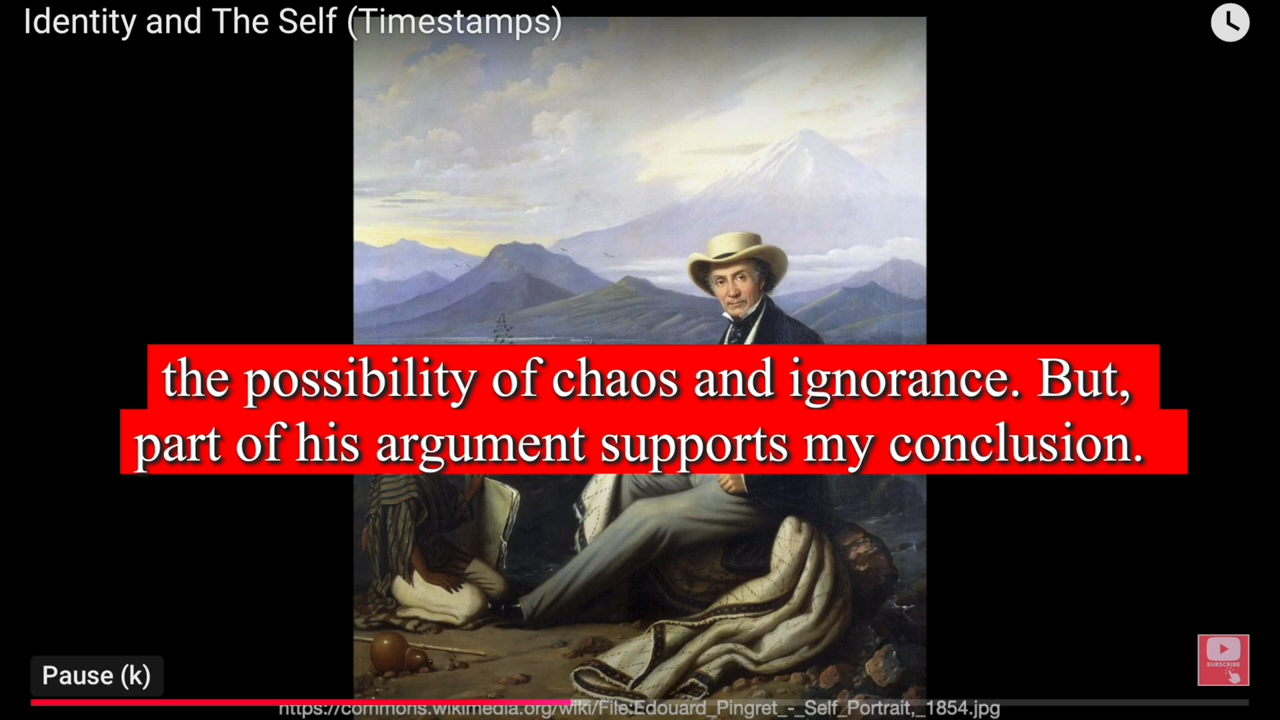 Identity and The Self (Timestamps)
the possibility of chaos and ignorance. But,
part of his argument supports my conclusion.
SUBSCRIBE
Pause (k)
https://commons.wikimedia.org/wiki/File:Edouard_Pingret_-_Self_Portrait,_1854.jpg